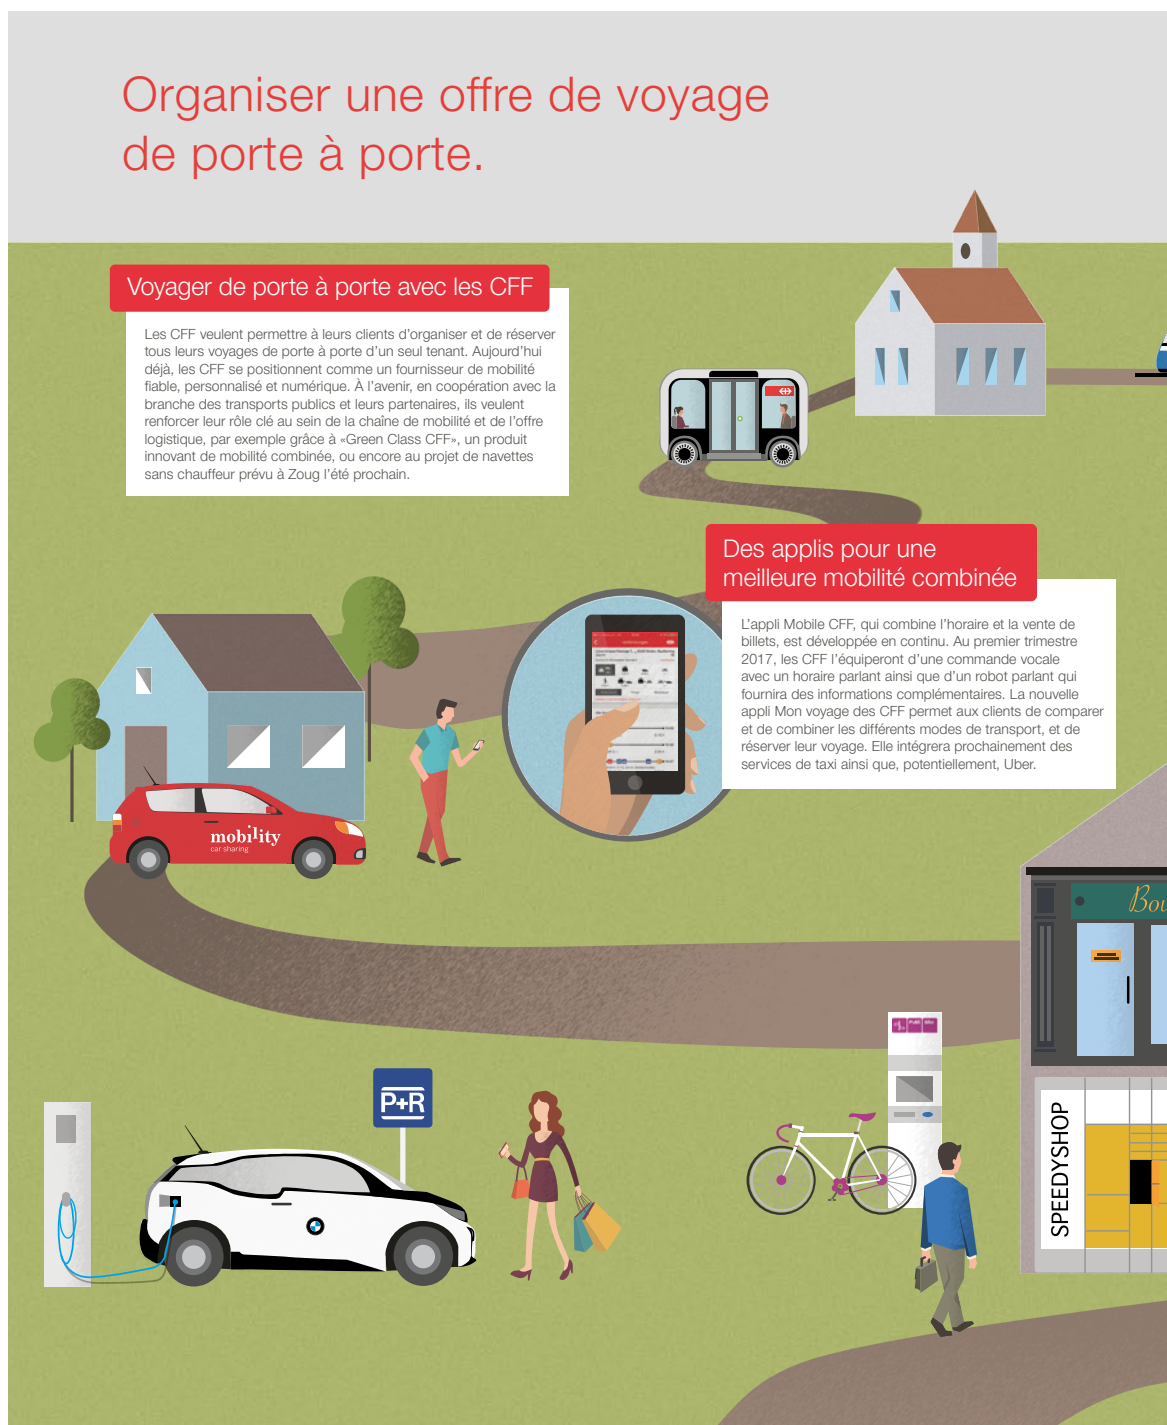 Organiser une offre de voyage
de porte à porte.
Voyager de porte à porte avec les CFF
Les CFF veulent permettre à leurs clients d’organiser et de réserver
tous leurs voyages de porte à porte d’un seul tenant. Aujourd’hui
déjà, les CFF se positionnent comme un fournisseur de mobilité
fiable, personnalisé et numérique. À l’avenir, en coopération avec la
branche des transports publics et leurs partenaires, ils veulent
renforcer leur rôle clé au sein de la chaîne de mobilité et de l’offre
logistique, par exemple grâce à «Green Class CFF», un produit
innovant de mobilité combinée, ou encore au projet de navettes
sans chauffeur prévu à Zoug l’été prochain.
Des applis pour une
meilleure mobilité combinée
L’appli Mobile CFF, qui combine l’horaire et la vente de
billets, est développée en continu. Au premier trimestre
2017, les CFF l’équiperont d’une commande vocale
avec un horaire parlant ainsi que d’un robot parlant qui
fournira des informations complémentaires. La nouvelle
appli Mon voyage des CFF permet aux clients de comparer
et de combiner les différents modes de transport, et de
réserver leur voyage. Elle intégrera prochainement des
services de taxi ainsi que, potentiellement, Uber.
mobility
car sharing
Bou
P+R
SPEEDYSHOP